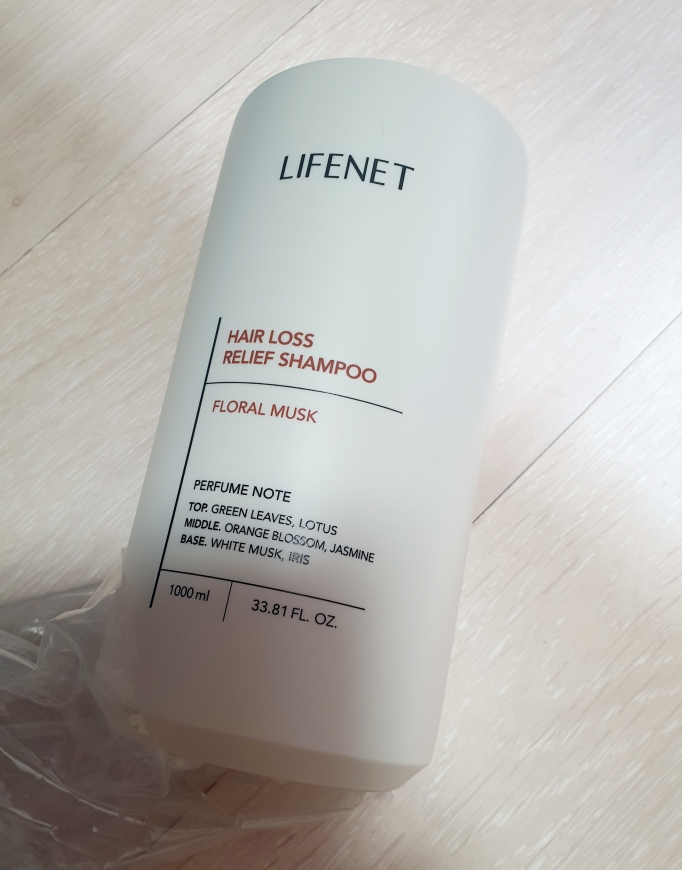 LIFENET
HAIR LOSS
RELIEF SHAMPOO
FLORAL MUSK
PERFUME NOTE
TOP. GREEN LEAVES, LOTUS
MIDDLE. ORANGE BLOSSOM, JASMINE
BASE. WHITE MUSK, IRIS
1000 ml
33.81 FL. OZ.